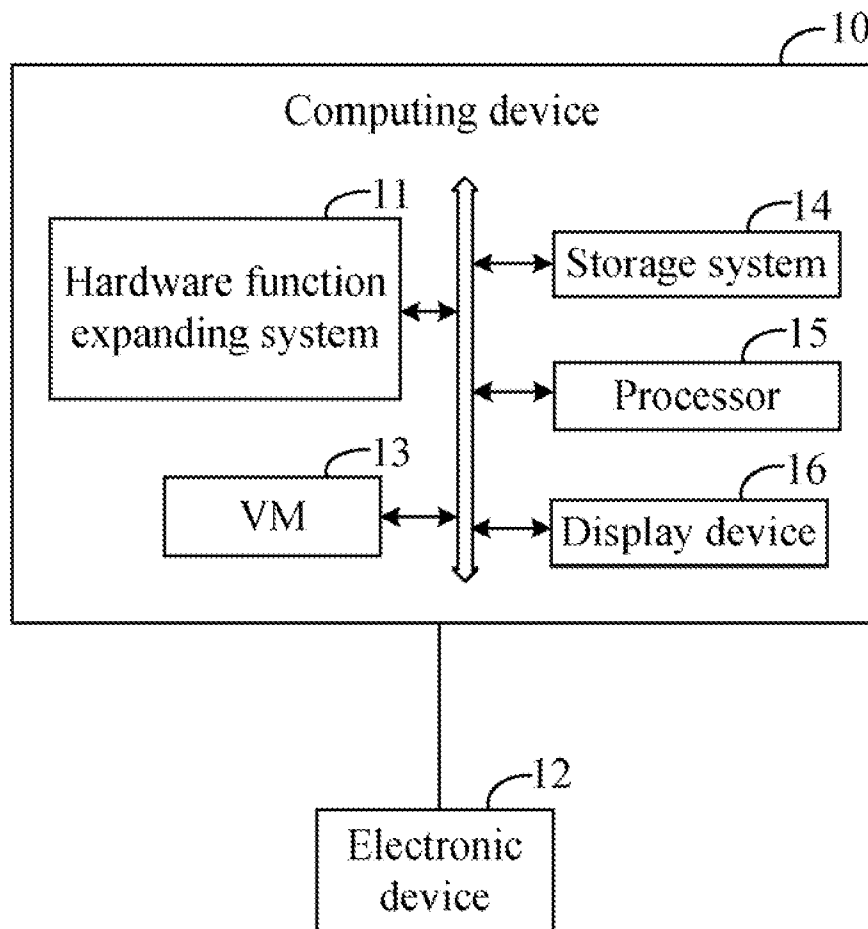 10
Computing device
11
Hardware function
expanding system
14
Storage system
15
Processor
13
VM
16
Display device
12
Electronic
device